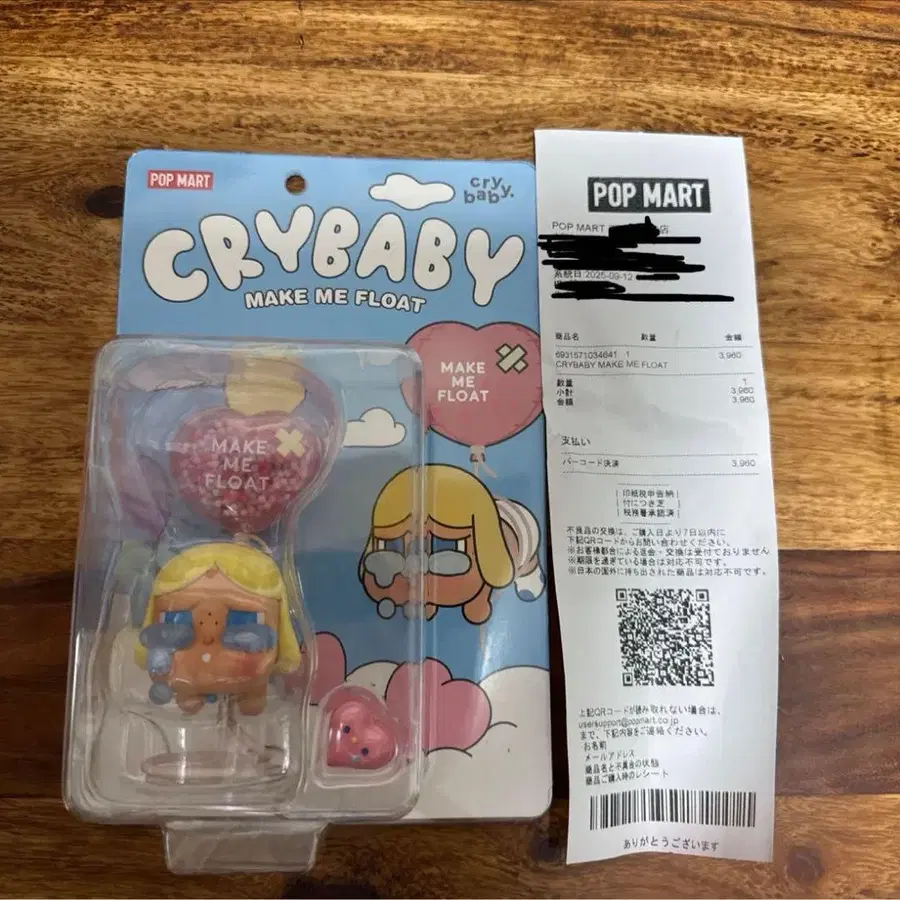 POP MART
cry baby.
CRYBABY
MAKE ME FLOAT
MAKE ME FLOAT
MAKE ME FLOAT
POP MART
POP MART 店
2025-09-12
商品名 数量 金額
6931571034641 1 3,960
CRYBABY MAKE ME FLOAT
数量 1
小計 3,960
金額 3,960
支払い
バーコード決済 3,960
印紙税申告納
付につき芝
税務署承認済
不良品の交換は、ご購入日より7日以内に
下記QRコードからお問い合わせください。
※お客様都合による返金・交換は受付ておりません
※期限を過ぎている場合は対応不可です。
※日本の国外に持ち出された商品は対応不可です。
上記QRコードが読み取れない場合は、
usersupport@popmart.co.jp
まで、下記内容をご連絡ください。
お名前
メールアドレス
商品名と不具合の状態
商品ご購入時のレシート
ありがとうございます